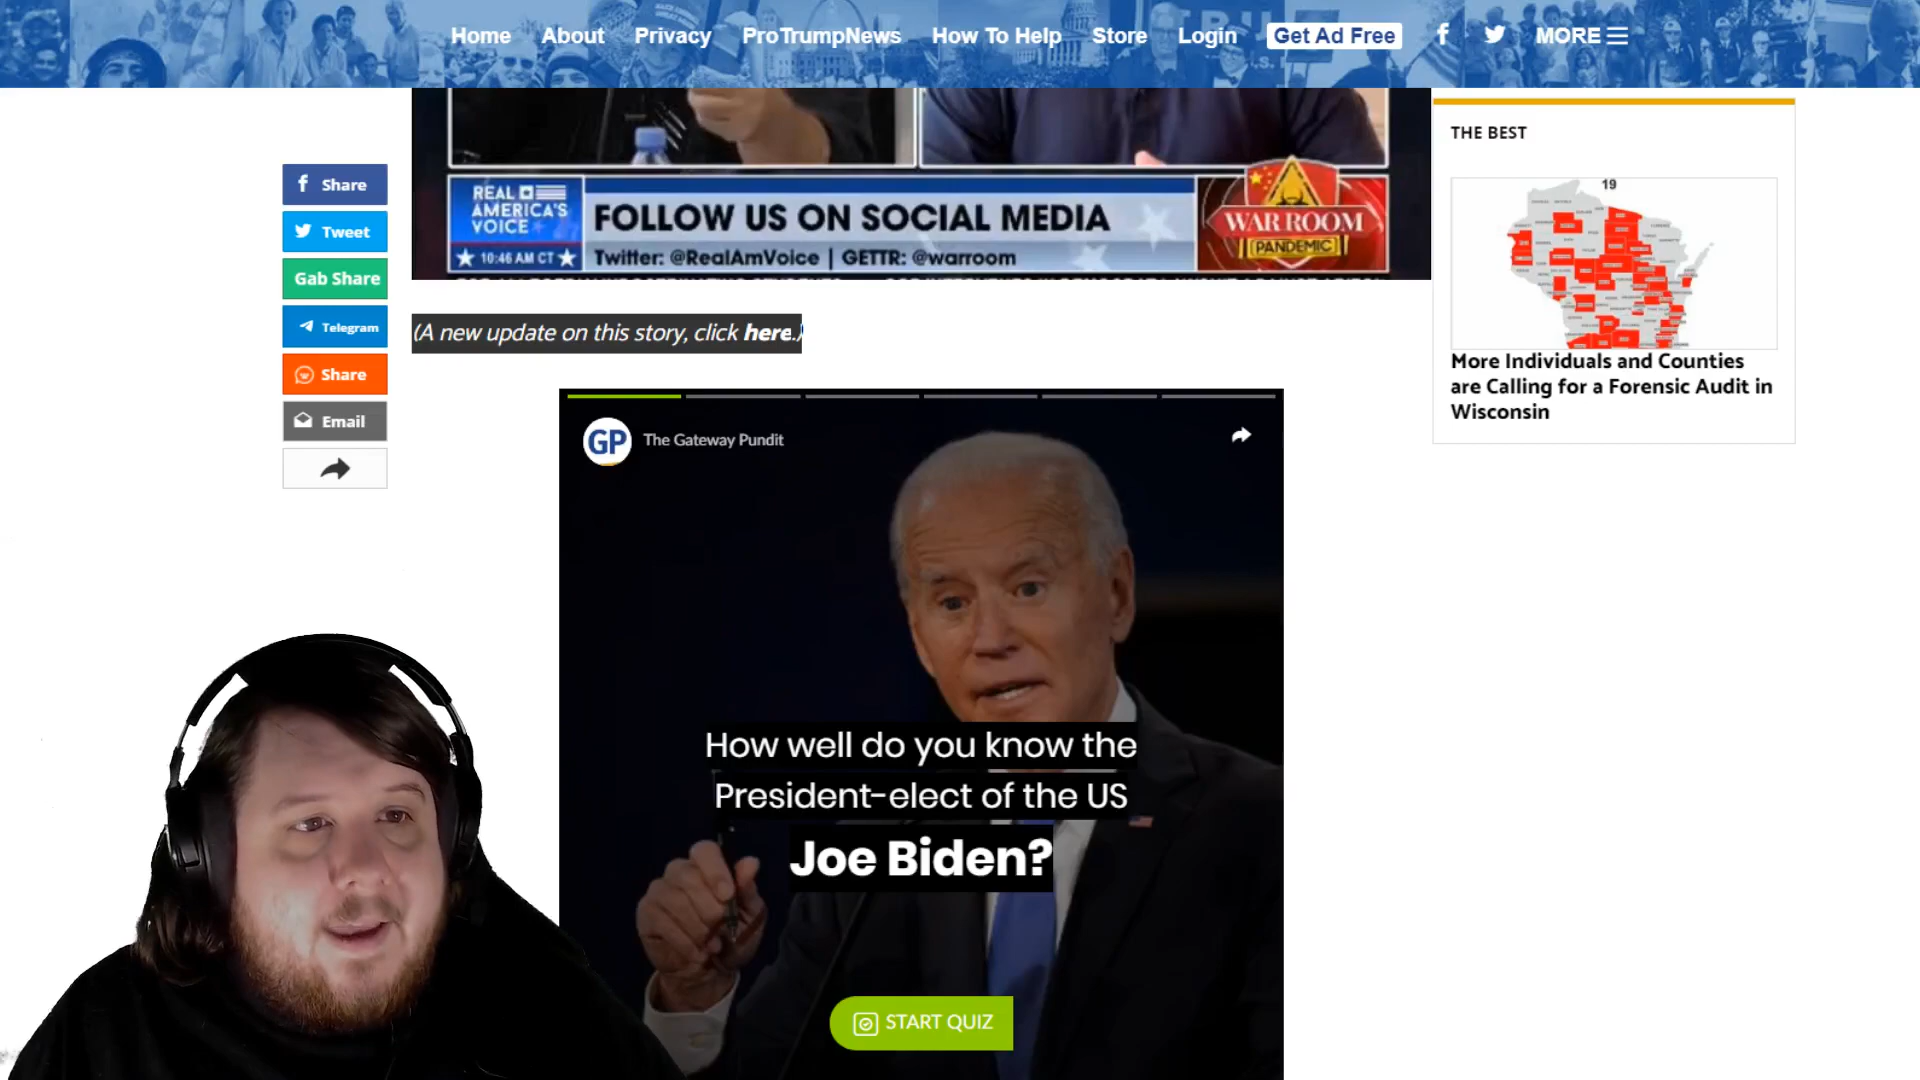 Home About Privacy ProTrumpNews How To Help Store Login Get Ad Free MORE
Share
Tweet
Gab Share
Telegram
Share
Email
REAL
AMERICA'S
VOICE
10:46 AM CT
FOLLOW US ON SOCIAL MEDIA
Twitter: @RealAmVoice | GETTR: @warroom
WAR ROOM
PANDEMIC
(A new update on this story, click here.)
GP The Gateway Pundit
How well do you know the
President-elect of the US
Joe Biden?
START QUIZ
THE BEST
19
More Individuals and Counties
are Calling for a Forensic Audit in
Wisconsin